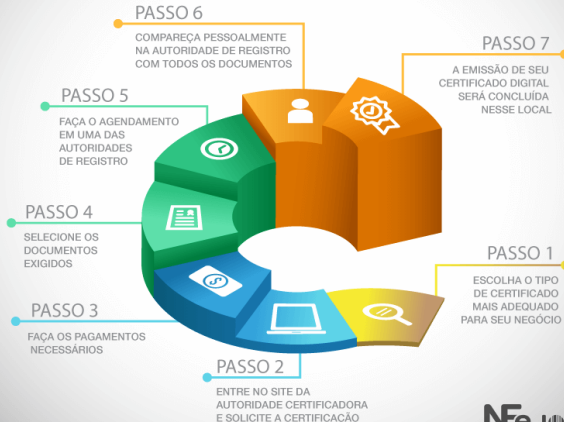 PASSO 6
COMPAREÇA PESSOALMENTE
NA AUTORIDADE DE REGISTRO
COM TODOS OS DOCUMENTOS
PASSO 7
A EMISSÃO DE SEU
CERTIFICADO DIGITAL
SERÁ CONCLUÍDA
NESSE LOCAL
PASSO 5
FAÇA O AGENDAMENTO
EM UMA DAS
AUTORIDADES
DE REGISTRO
PASSO 4
SELECIONE OS
DOCUMENTOS
EXIGIDOS
PASSO 1
ESCOLHA O TIPO
DE CERTIFICADO
MAIS ADEQUADO
PARA SEU NEGÓCIO
PASSO 3
FAÇA OS PAGAMENTOS
NECESSÁRIOS
PASSO 2
ENTRE NO SITE DA
AUTORIDADE CERTIFICADORA
E SOLICITE A CERTIFICAÇÃO
NFe